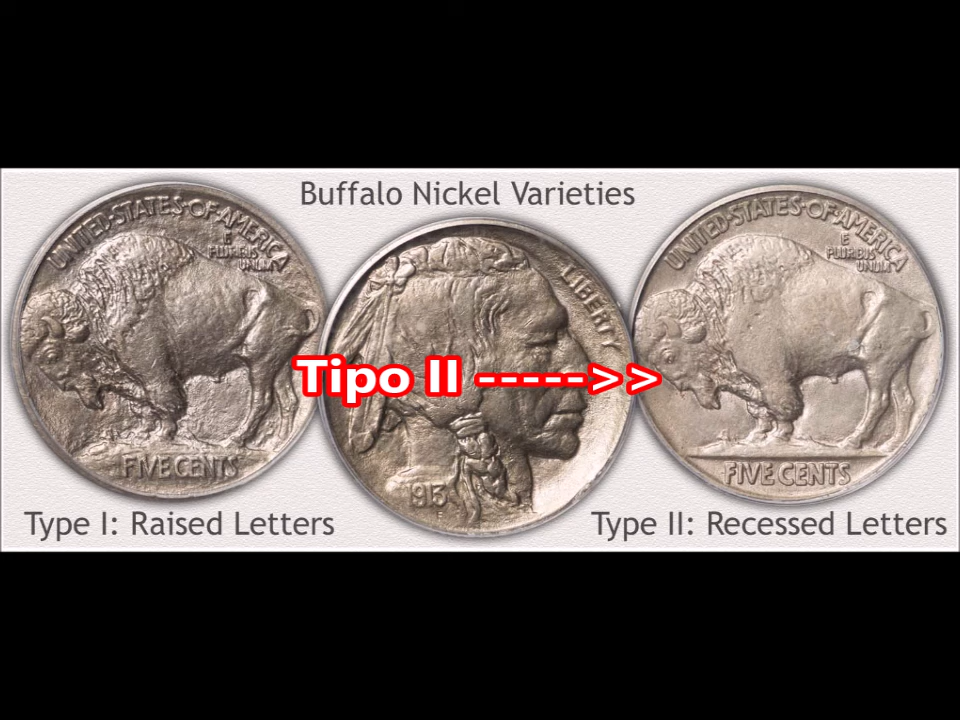 Buffalo Nickel Varieties
UNITED·STATES·OF·AMERICA
E
PLURIBUS
UNUM
FIVE CENTS
LIBERTY
1913
UNITED·STATES·OF·AMERICA
E
PLURIBUS
UNUM
FIVE CENTS
Tipo II ----->>
Type I: Raised Letters
Type II: Recessed Letters